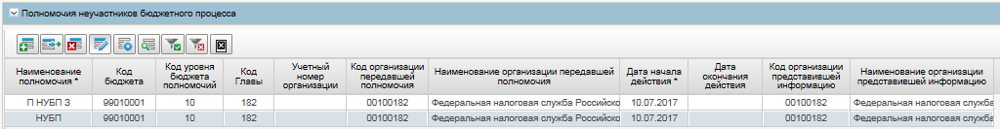 Полномочия неучастников бюджетного процесса
Наименование полномочия * Код бюджета Код уровня бюджета полномочий Код Главы Учетный номер организации Код организации передавшей полномочия Наименование организации передавшей полномочия Дата начала действия * Дата окончания действия Код организации представившей информацию Наименование организации представившей информацию
П НУБП 3 99010001 10 182 00100182 Федеральная налоговая служба Российско 10.07.2017 00100182 Федеральная налоговая служба
НУБП 99010001 10 182 00100182 Федеральная налоговая служба Российско 10.07.2017 00100182 Федеральная налоговая служба